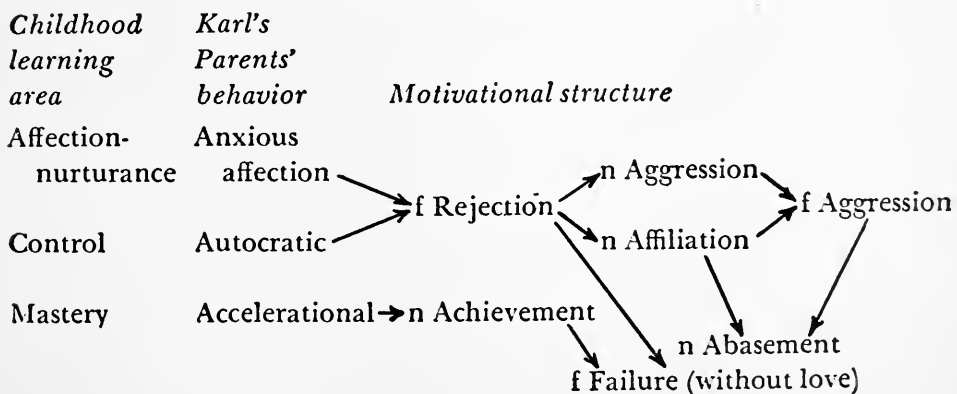 Childhood Karl's
learning Parents'
area behavior Motivational structure
Affection- Anxious
nurturance affection n Aggression
f Rejection f Aggression
Control Autocratic n Affiliation
Mastery Accelerational n Achievement
n Abasement
f Failure (without love)